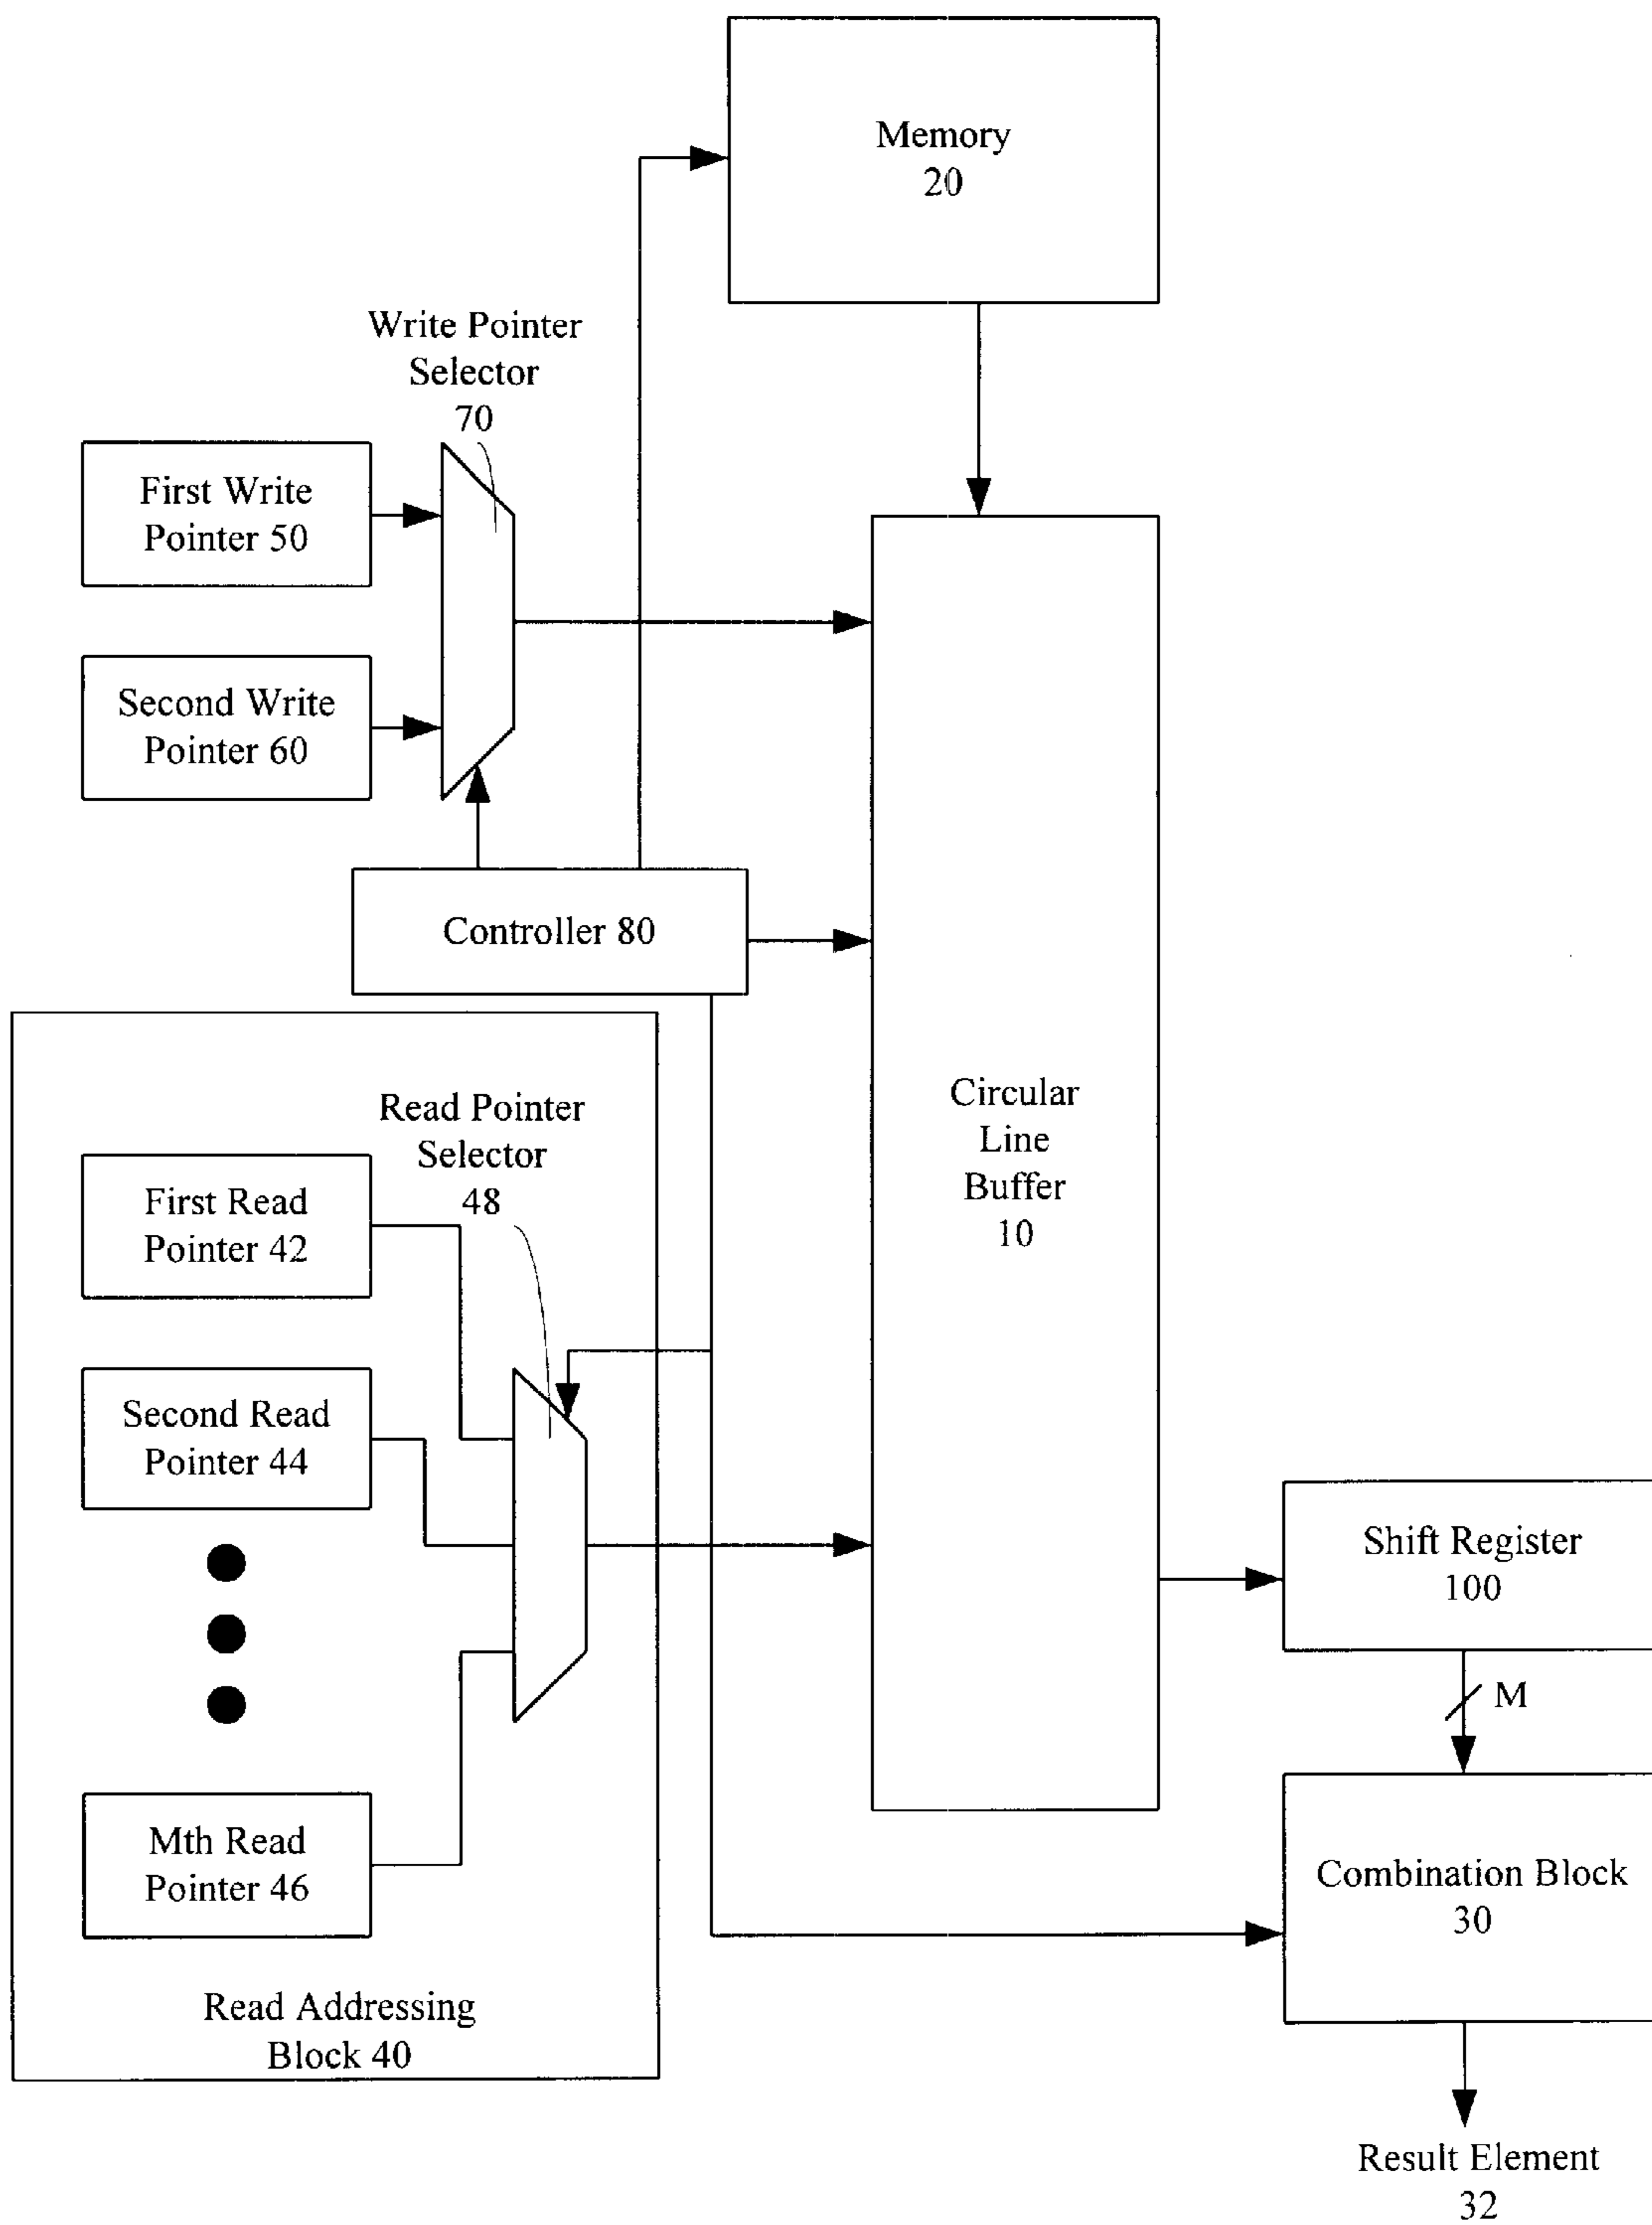 Memory
20
Write Pointer
Selector
70
First Write
Pointer 50
Second Write
Pointer 60
Controller 80
Circular
Line
Buffer
10
Read Pointer
Selector
48
First Read
Pointer 42
Second Read
Pointer 44
Mth Read
Pointer 46
Read Addressing
Block 40
Shift Register
100
M
Combination Block
30
Result Element
32